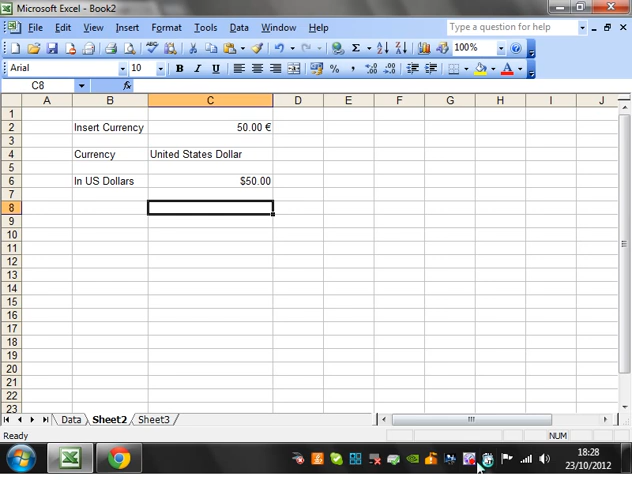 Microsoft Excel - Book2
File Edit View Insert Format Tools Data Window Help
Type a question for help
100%
Arial 10 B I U
C8 fx
A B C D E F G H I J
1
2 Insert Currency 50.00 €
3
4 Currency United States Dollar
5
6 In US Dollars $50.00
7
8
9
10
11
12
13
14
15
16
17
18
19
20
21
22
23
Data Sheet2 Sheet3
Ready NUM
18:28
23/10/2012